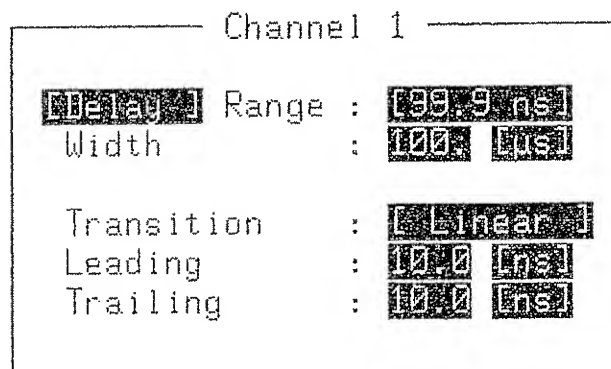 Channel 1
[Delay ] Range : [99.9 ns]
Width : 100. [us]
Transition : [ Linear ]
Leading : 10.0 [ns]
Trailing : 10.0 [ns]